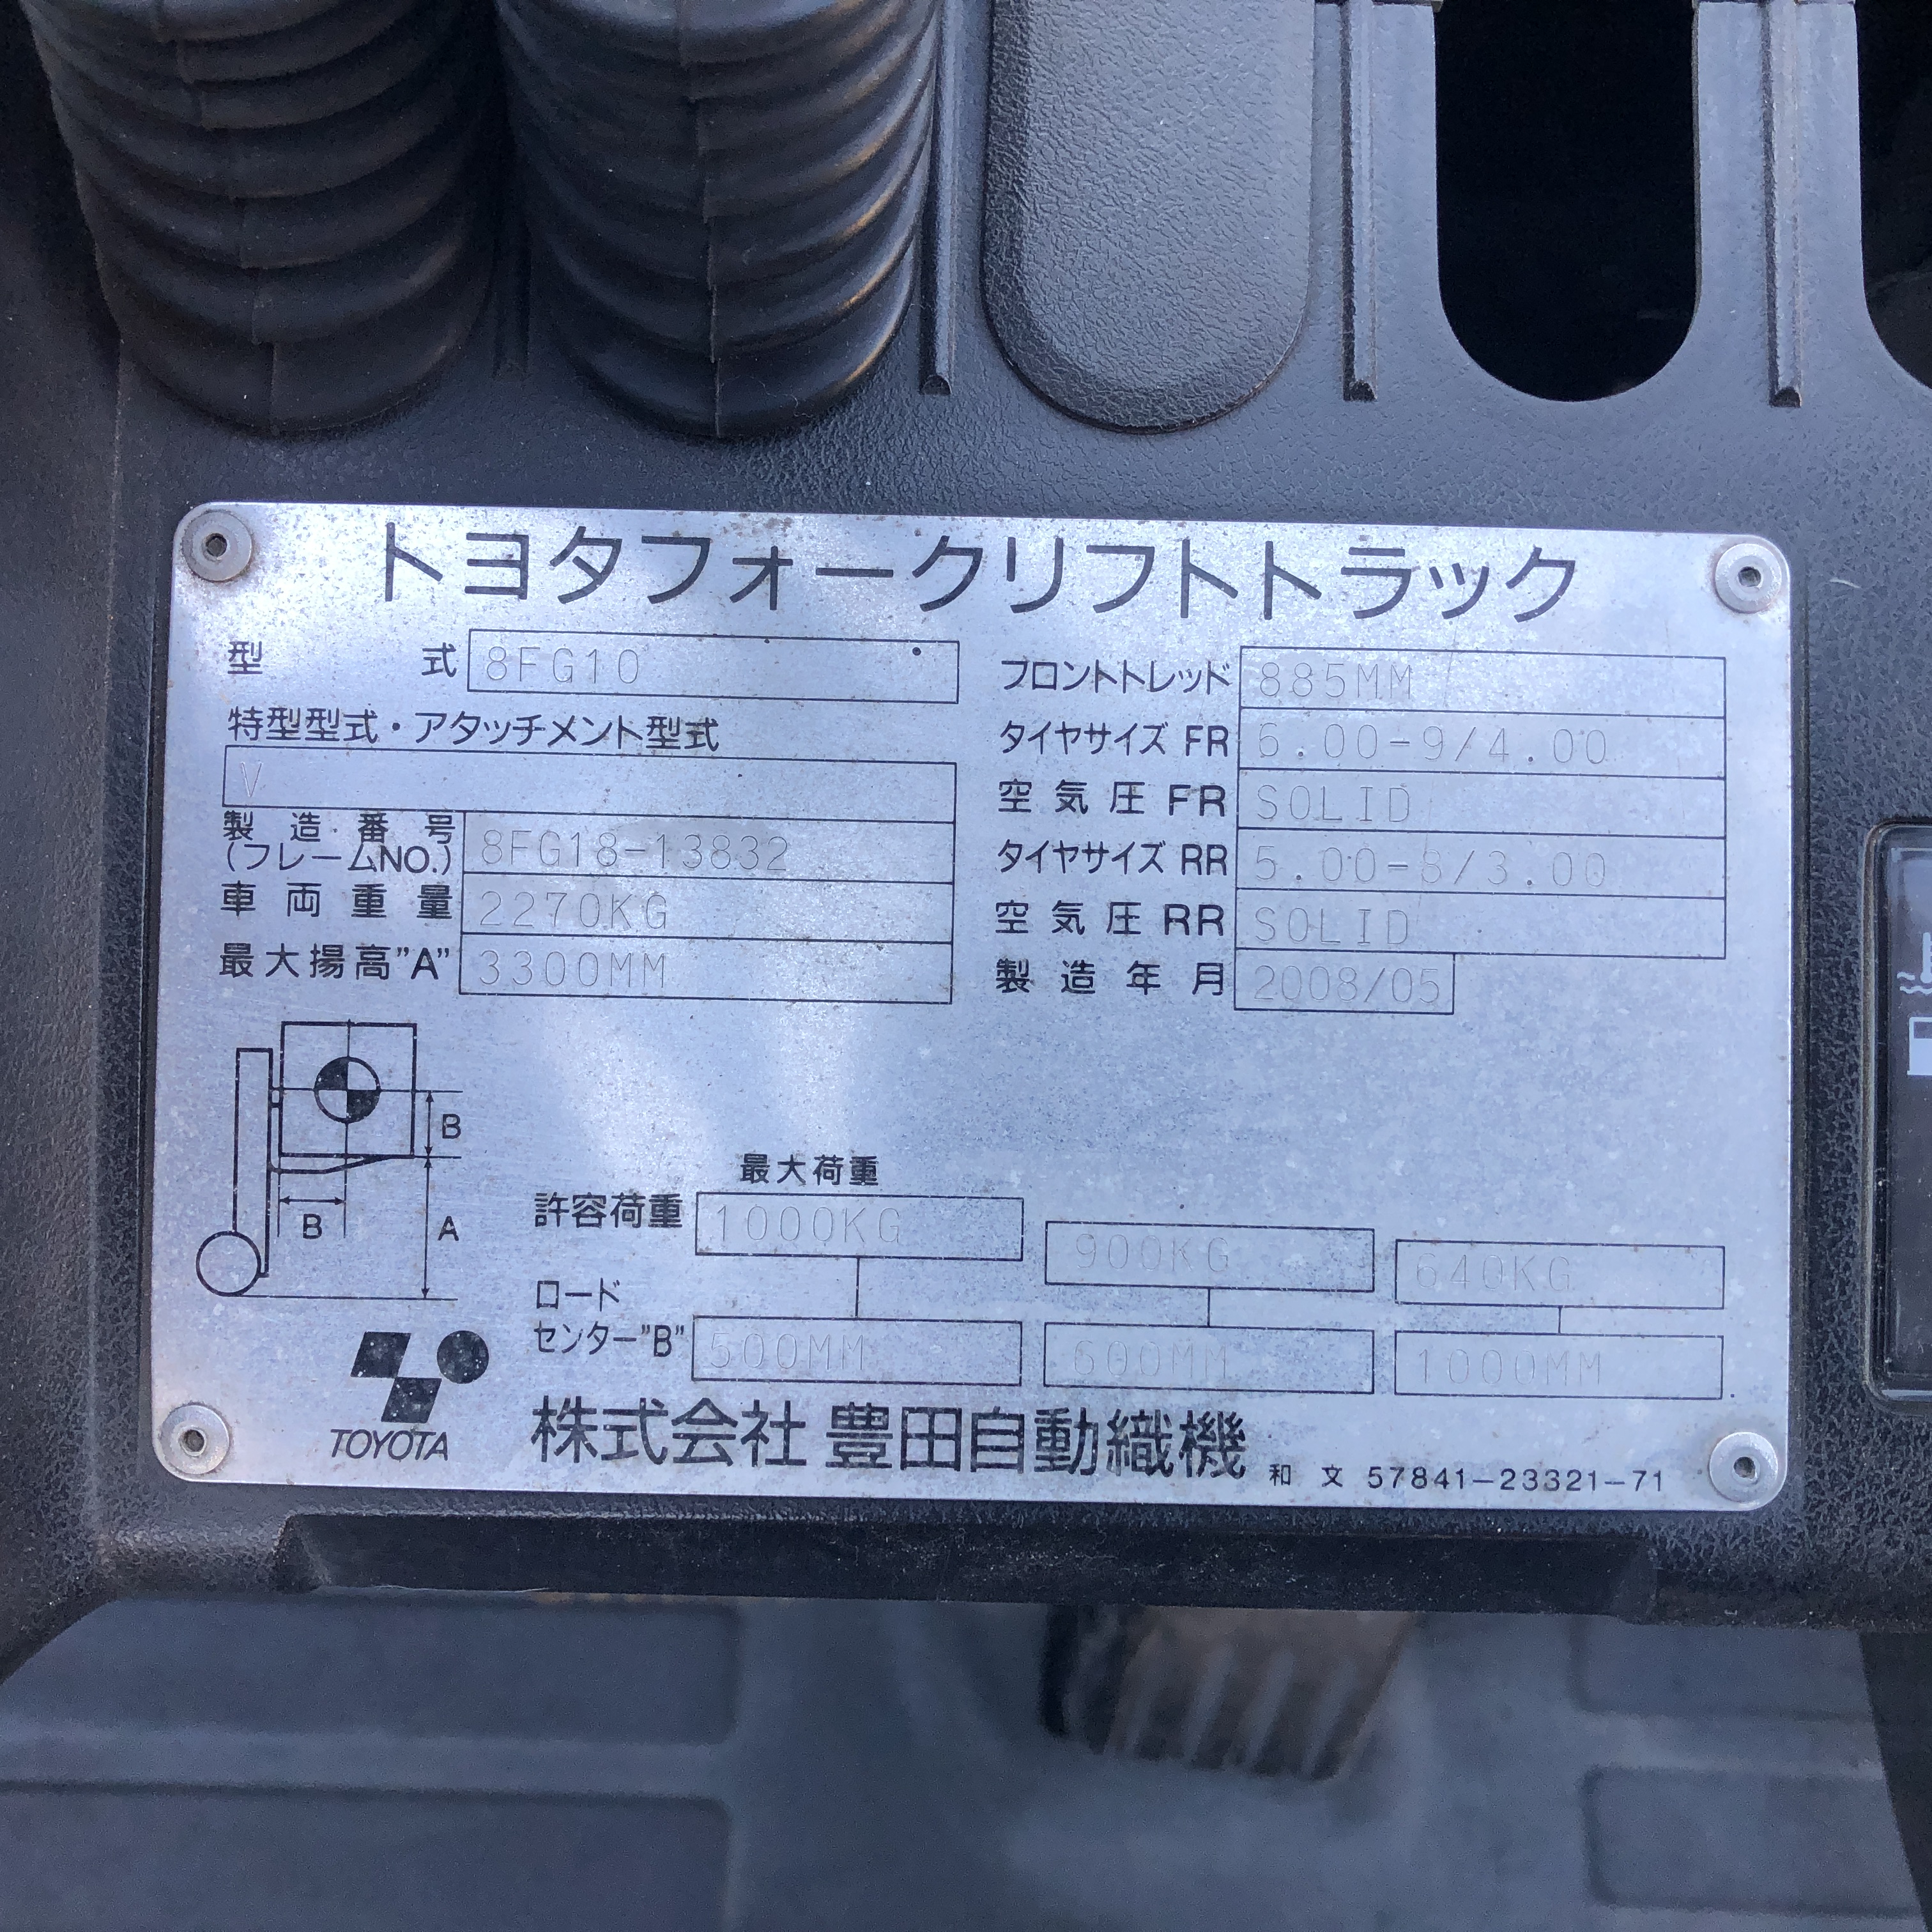 トヨタフォークリフトトラック
型 式 8FG10
特型型式・アタッチメント型式
V
製造番号
(フレームNO.) 8FG18-13832
車両重量 2270KG
最大揚高"A" 3300MM
フロントトレッド 885MM
タイヤサイズ FR 6.00-9/4.00
空気圧 FR SOLID
タイヤサイズ RR 5.00-8/3.00
空気圧 RR SOLID
製造年月 2008/05
B
B
A
最大荷重
許容荷重 1000KG 900KG 640KG
ロード
センター"B" 500MM 600MM 1000MM
TOYOTA
株式会社 豊田自動織機
和 文 57841-23321-71